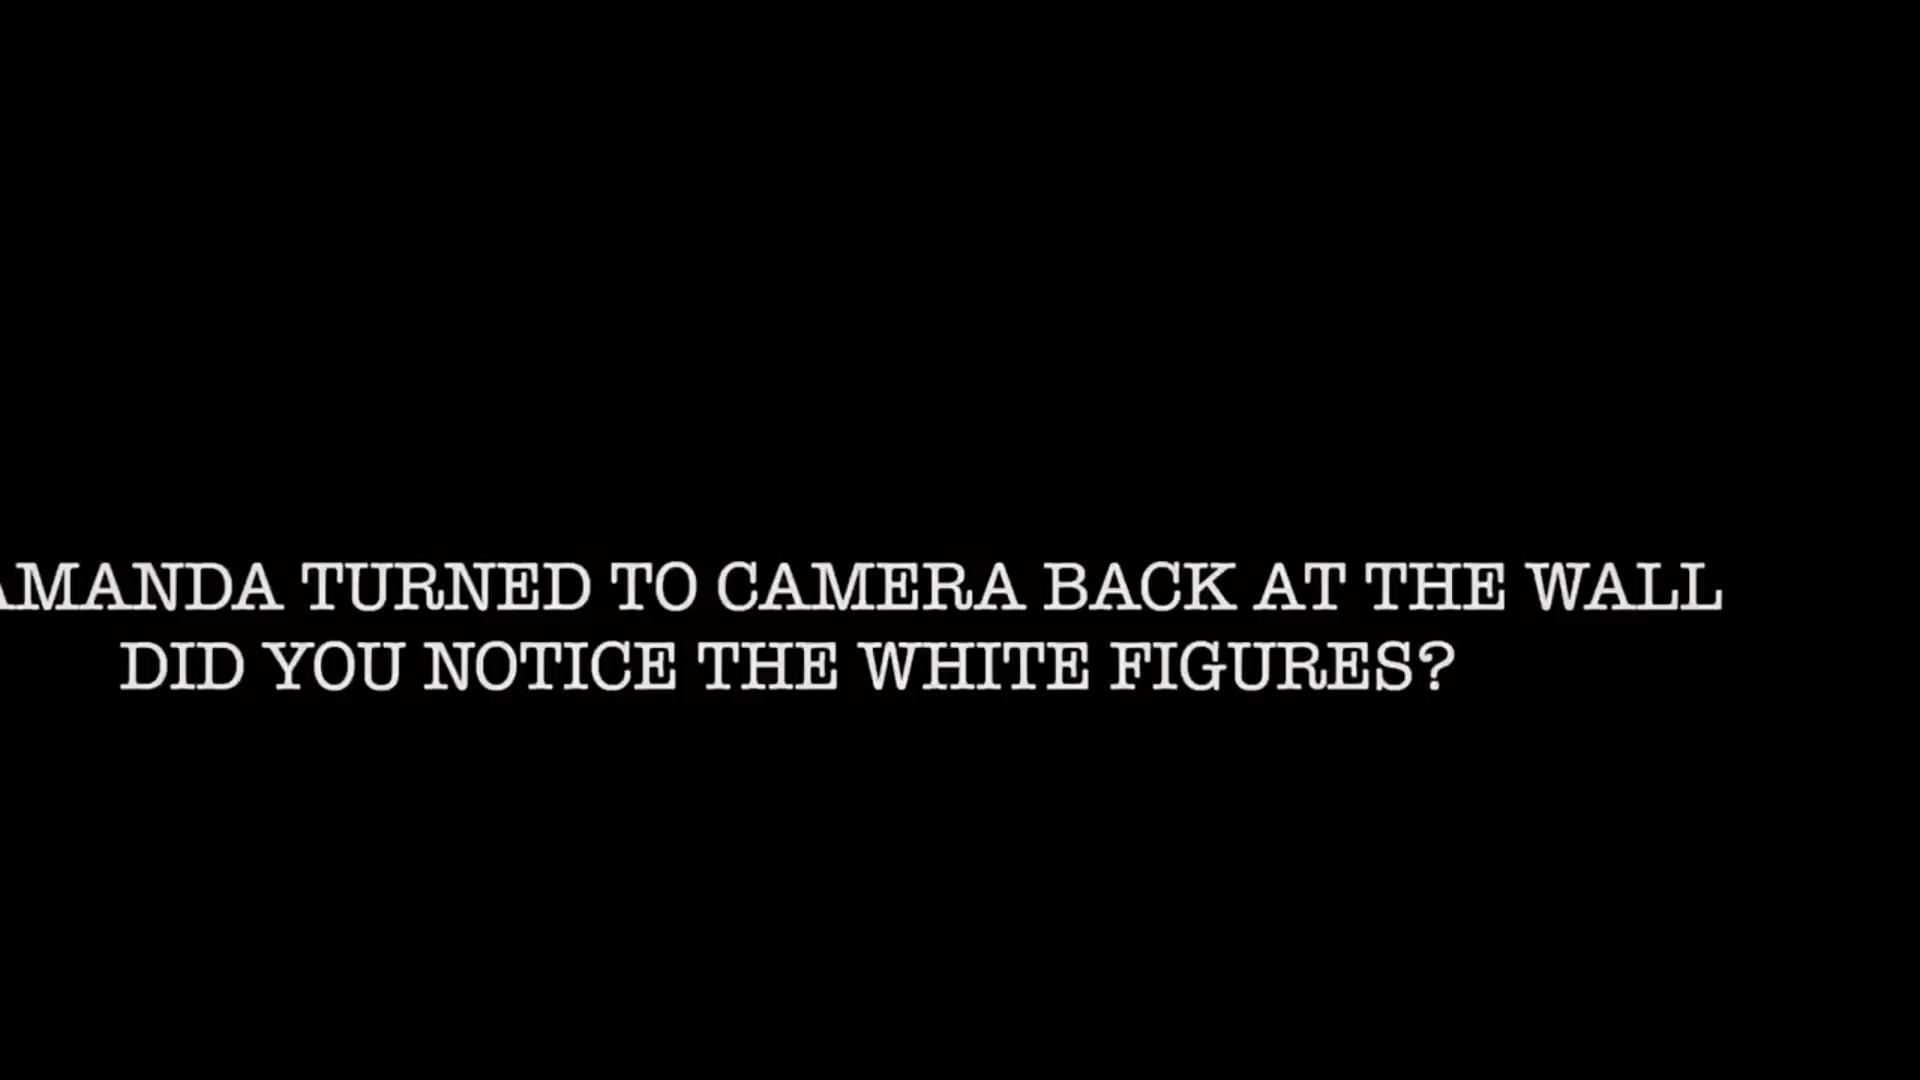 AMANDA TURNED TO CAMERA BACK AT THE WALL
DID YOU NOTICE THE WHITE FIGURES?